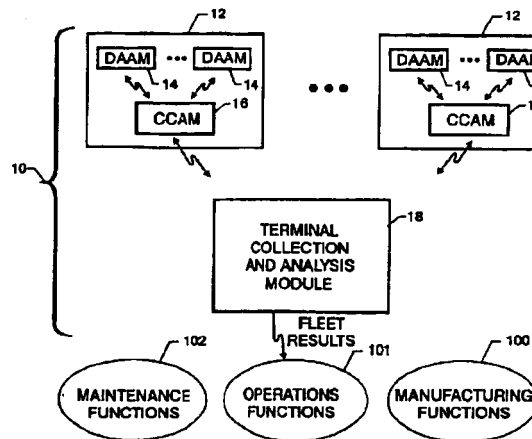 12
12
DAAM ••• DAAM
DAAM •••
14
14
14
16
CCAM
CCAM
•••
10
18
TERMINAL
COLLECTION
AND ANALYSIS
MODULE
FLEET
RESULTS
102
101
100
MAINTENANCE
FUNCTIONS
OPERATIONS
FUNCTIONS
MANUFACTURING
FUNCTIONS